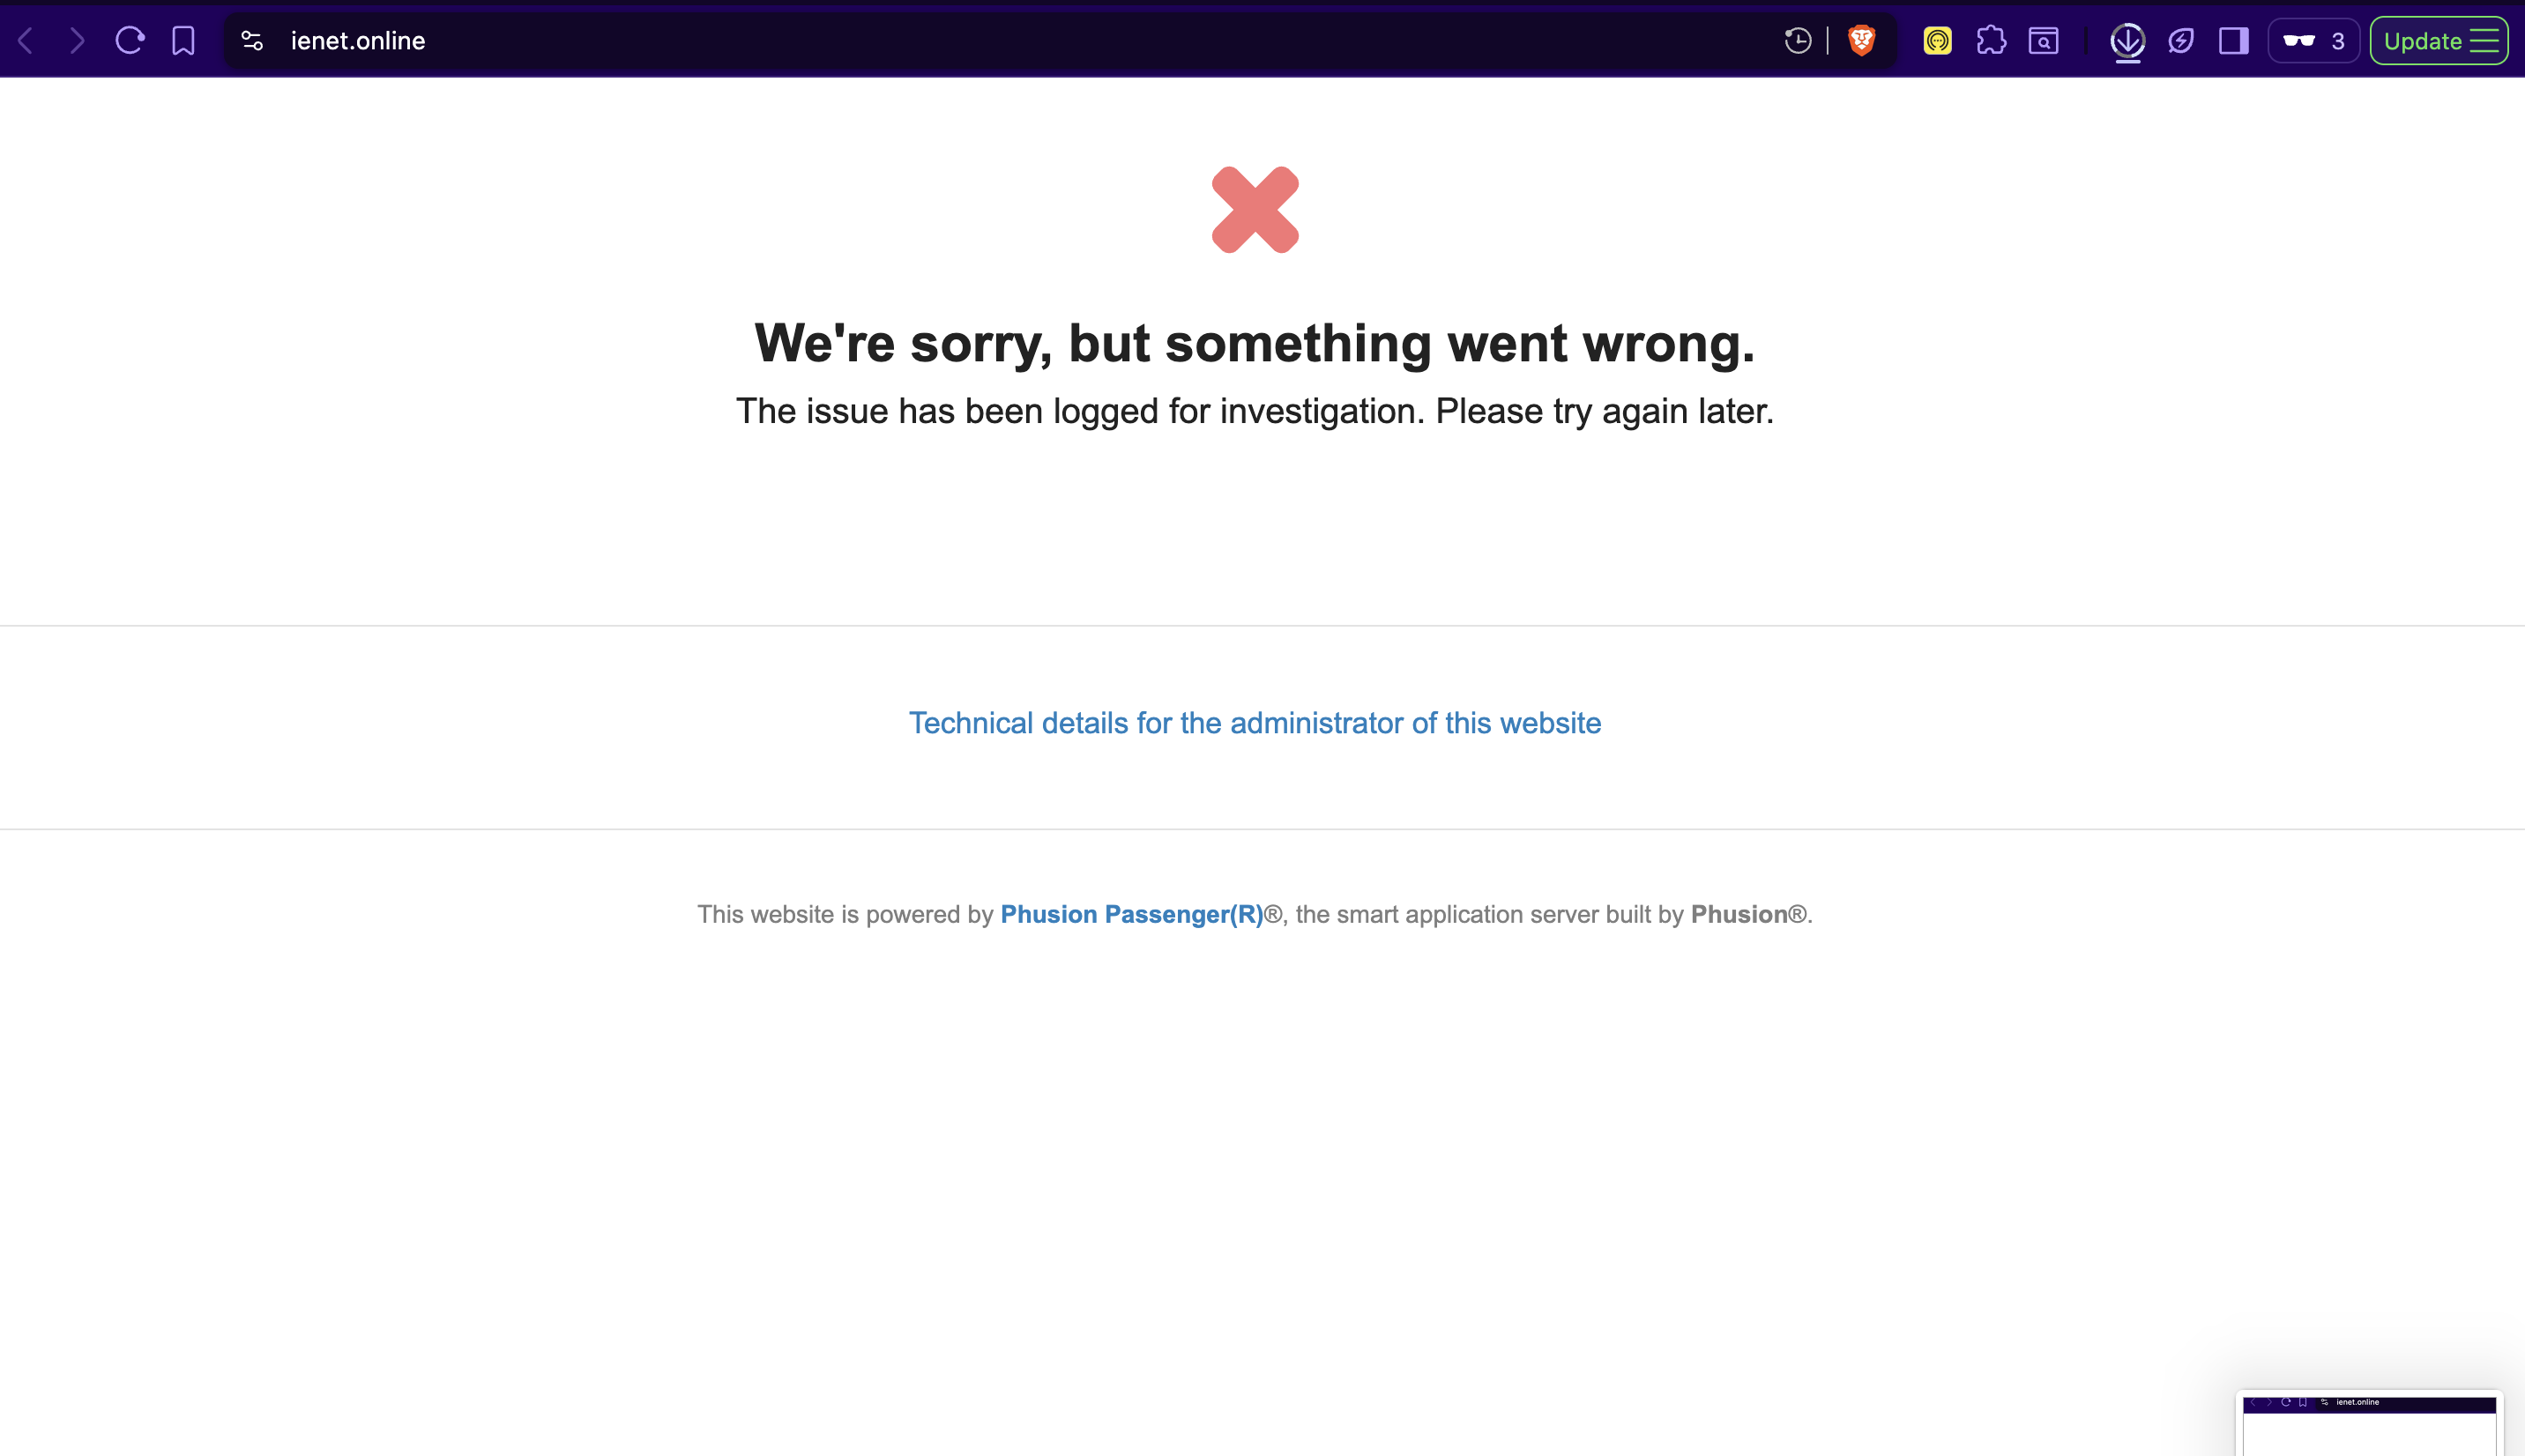 ienet.online
3
Update
We're sorry, but something went wrong.
The issue has been logged for investigation. Please try again later.
Technical details for the administrator of this website
This website is powered by Phusion Passenger(R)®, the smart application server built by Phusion®.
ienet.online